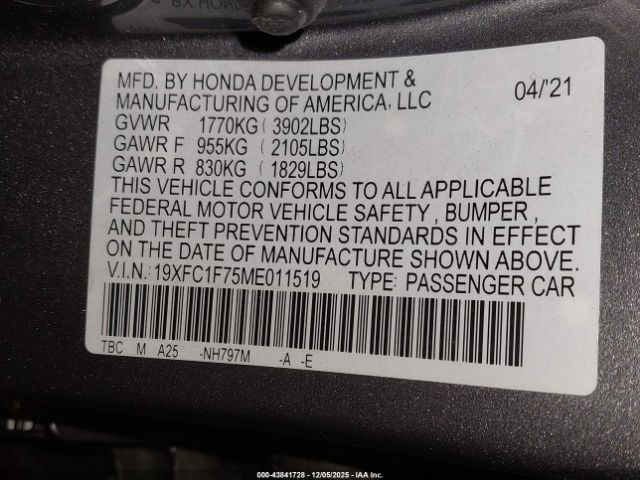 MFD. BY HONDA DEVELOPMENT &
MANUFACTURING OF AMERICA, LLC 04/'21
GVWR 1770KG ( 3902LBS)
GAWR F 955KG ( 2105LBS)
GAWR R 830KG ( 1829LBS)
THIS VEHICLE CONFORMS TO ALL APPLICABLE
FEDERAL MOTOR VEHICLE SAFETY , BUMPER ,
AND THEFT PREVENTION STANDARDS IN EFFECT
ON THE DATE OF MANUFACTURE SHOWN ABOVE.
V.I.N.: 19XFC1F75ME011519 TYPE: PASSENGER CAR
TBC M A25 -NH797M -A -E
000-43841728 - 12/05/2025 - IAA Inc.